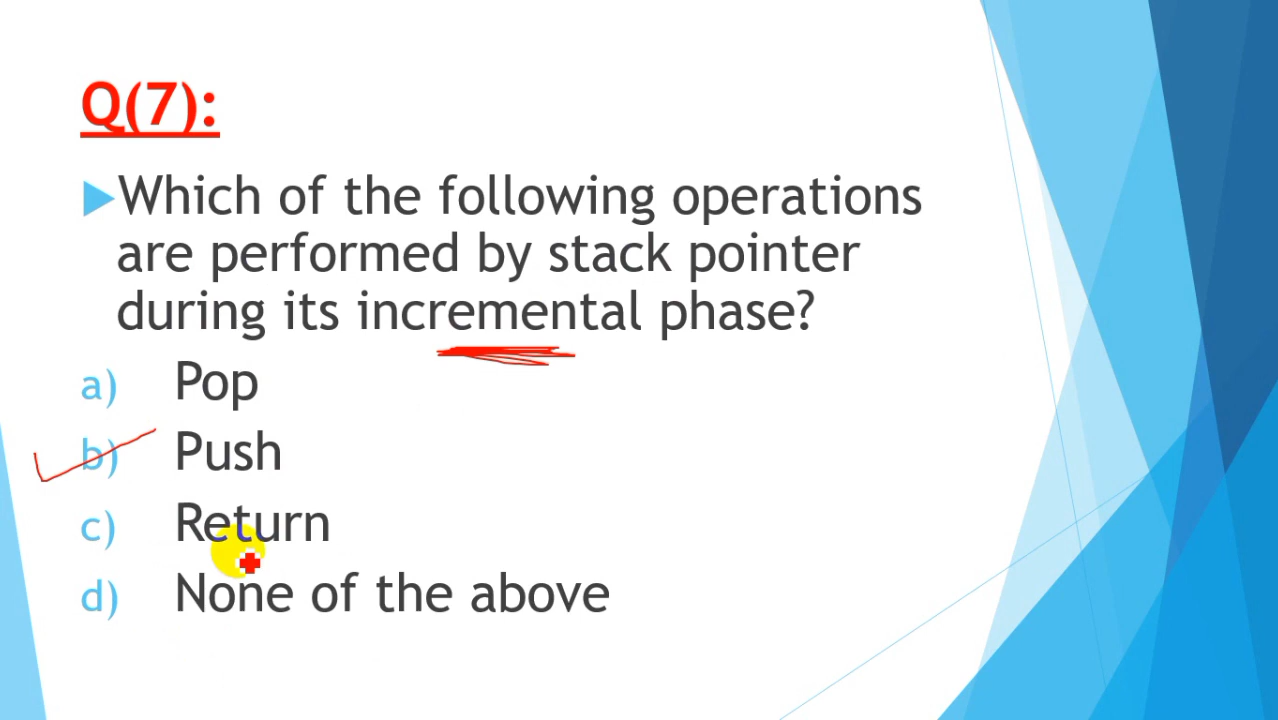 Q(7):
Which of the following operations
are performed by stack pointer
during its incremental phase?
a) Pop
b) Push
c) Return
d) None of the above